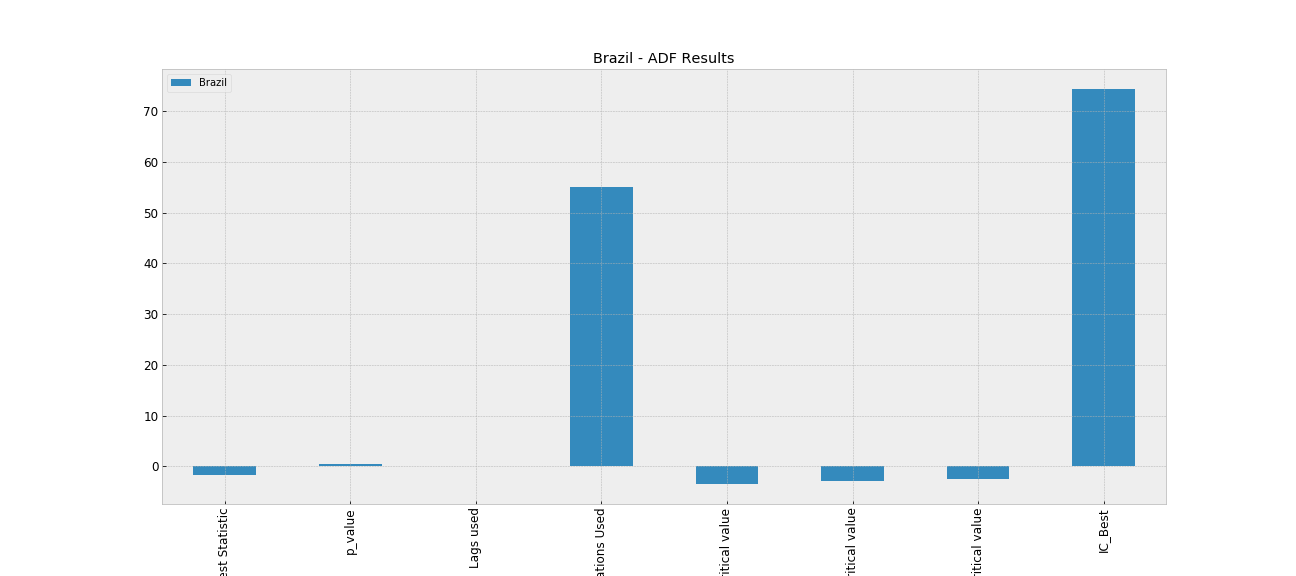 Brazil - ADF Results
Brazil
70
60
50
40
30
20
10
0
est Statistic
p_value
Lags used
ations Used
ritical value
ritical value
ritical value
IC_Best